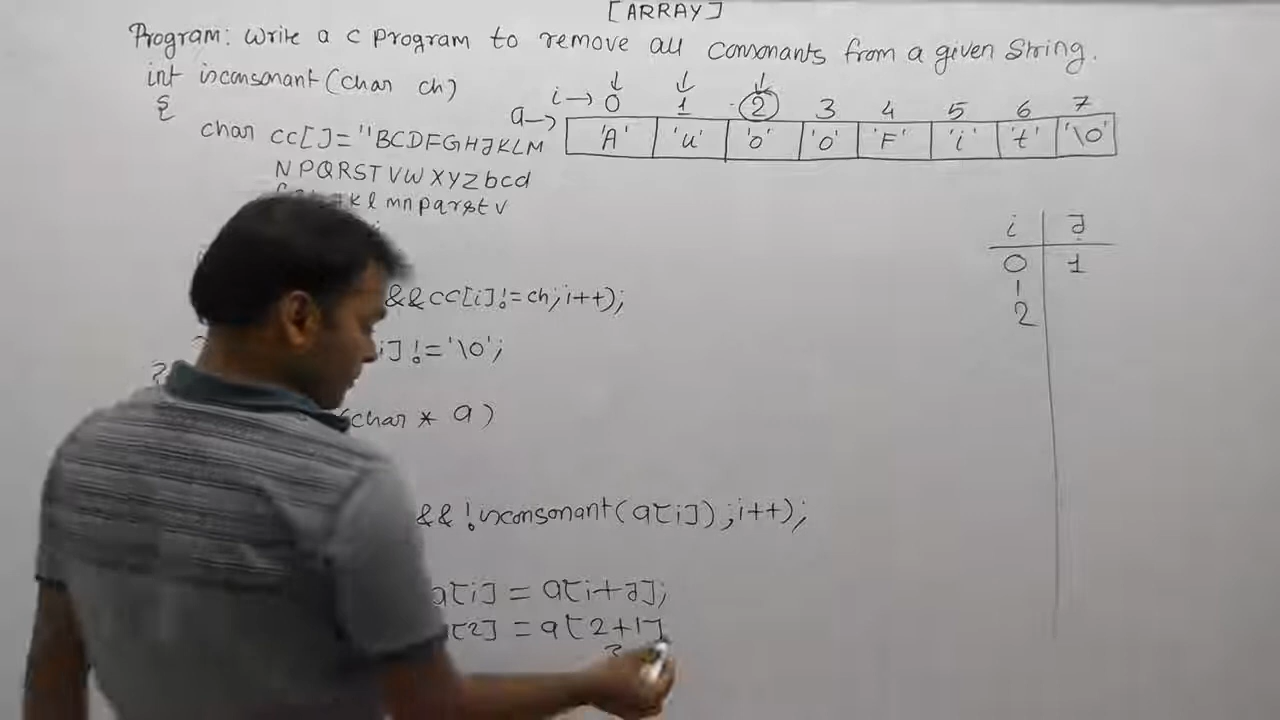 [ARRAY]
Program: Write a c program to remove all consonants from a given string.
int isconsonant(char ch)
{
char cc[]="BCDFGHJKLM
NPQRSTVWXYZbcd
kl mnpqrstv
i→ 0 1 2 3 4 5 6 7
a→ 'A' 'u' 'o' 'o' 'F' 'i' 't' '\0'
&&cc[i]!=ch;i++);
i]!='\0';
(char * a)
&& !isconsonant(a[i]);i++);
a[i] = a[i+j];
[2] = a[2+1]
i j
0 1
1
2